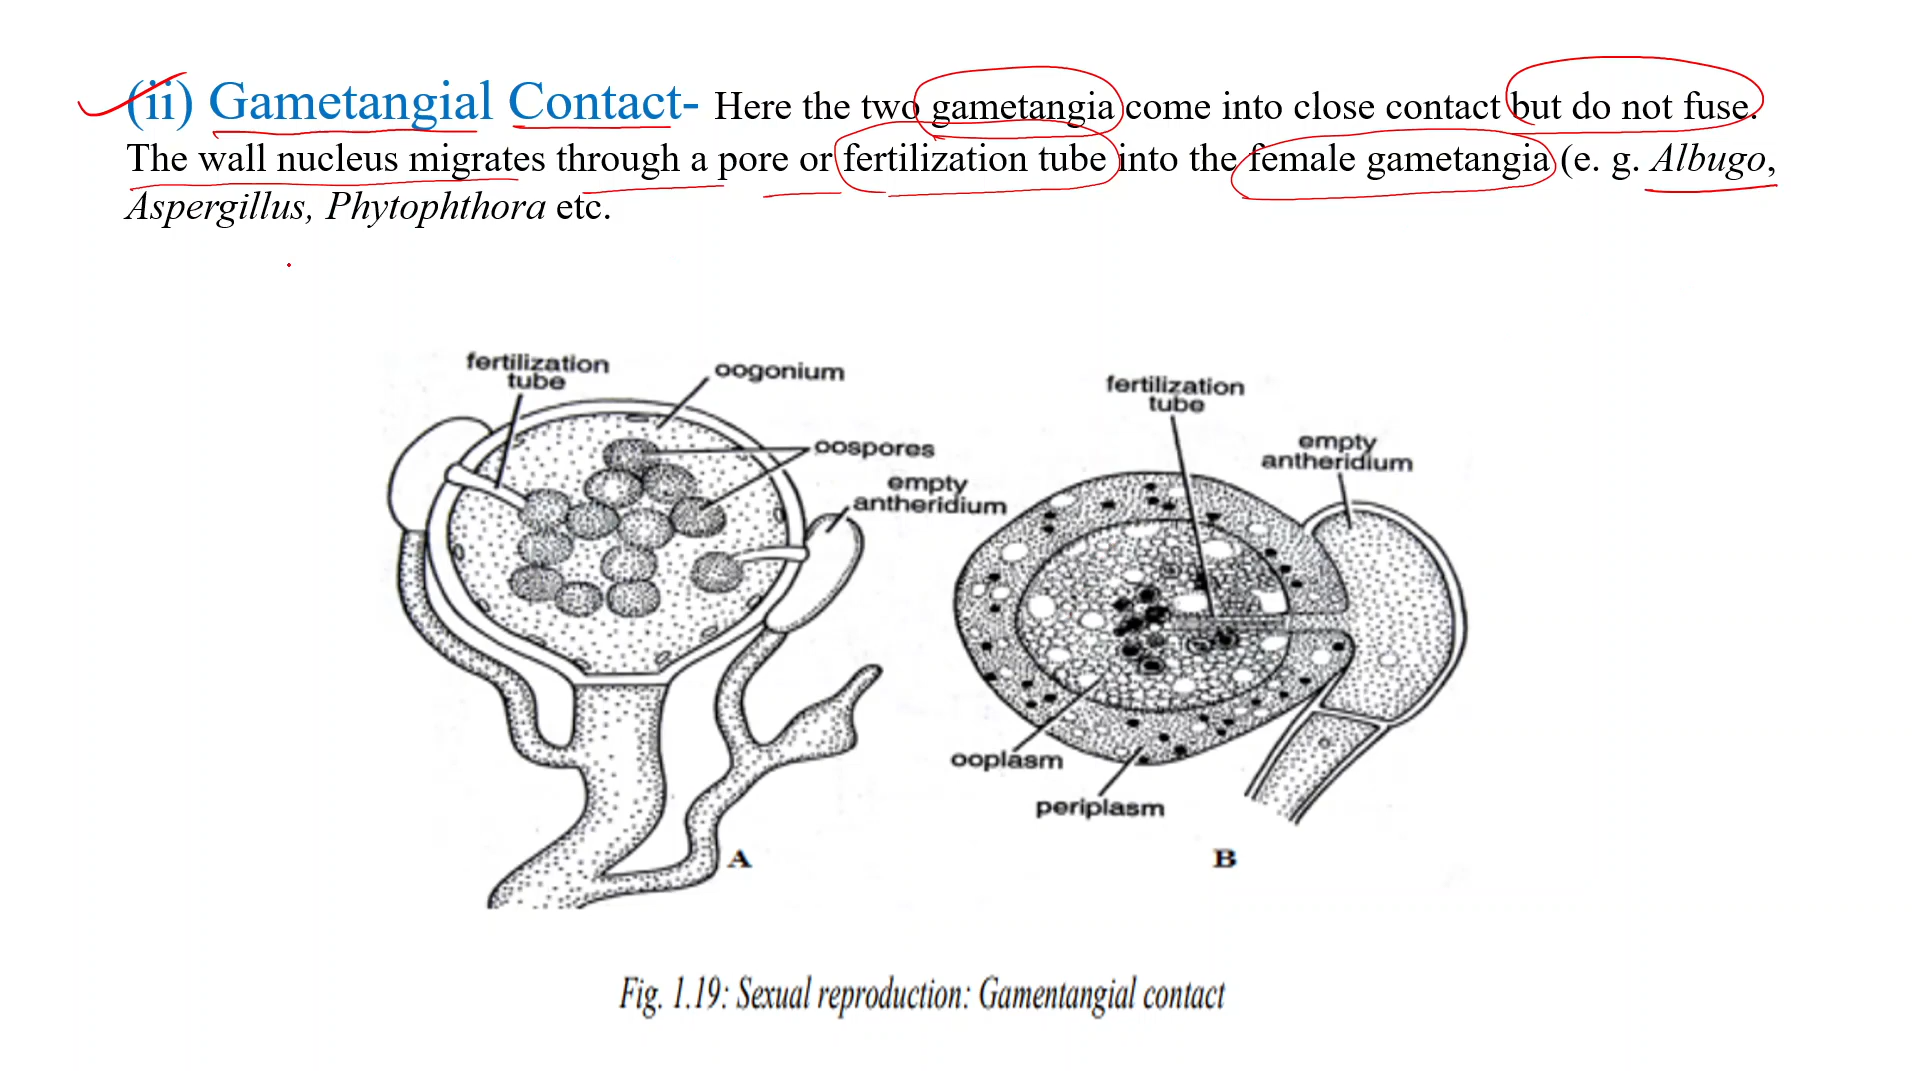 (ii) Gametangial Contact- Here the two gametangia come into close contact but do not fuse.
The wall nucleus migrates through a pore or fertilization tube into the female gametangia (e. g. Albugo,
Aspergillus, Phytophthora etc.
fertilization
tube
oogonium
oospores
empty
antheridium
A
fertilization
tube
empty
antheridium
ooplasm
periplasm
B
Fig. 1.19: Sexual reproduction: Gamentangial contact